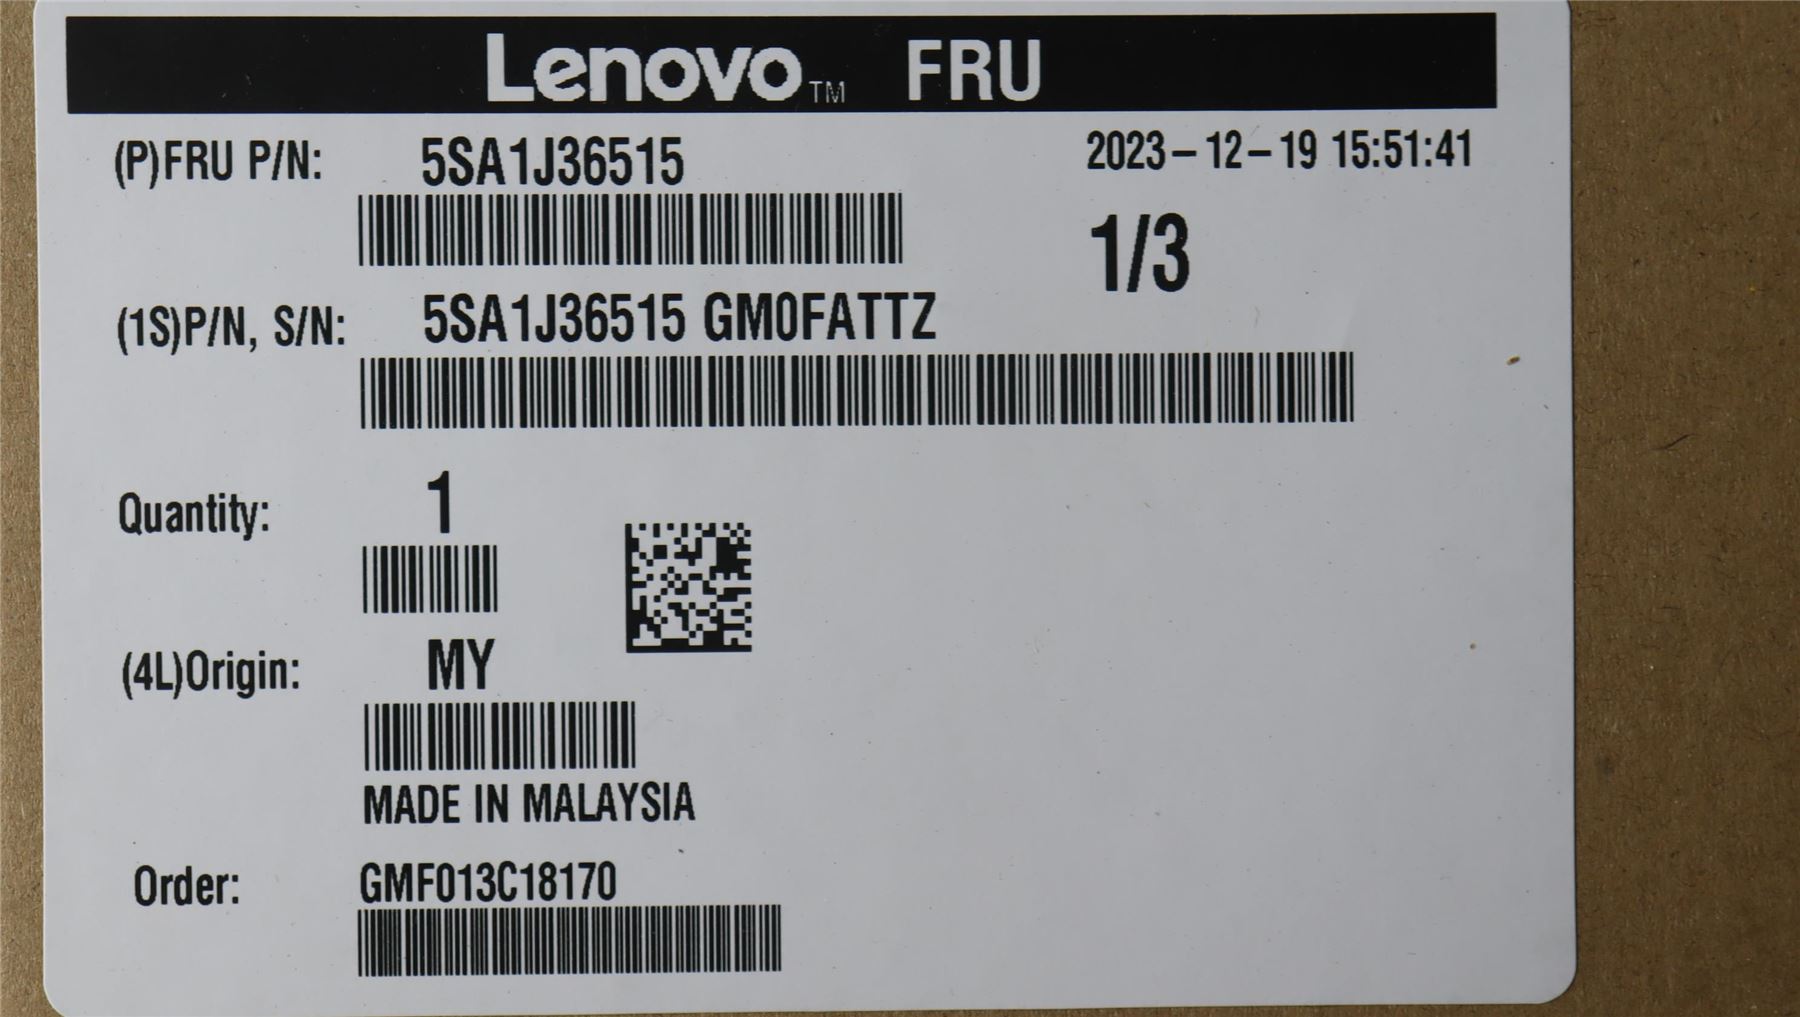 Lenovo™ FRU
(P)FRU P/N: 5SA1J36515 2023-12-19 15:51:41
1/3
(1S)P/N, S/N: 5SA1J36515 GM0FATTZ
Quantity: 1
(4L)Origin: MY
MADE IN MALAYSIA
Order: GMF013C18170